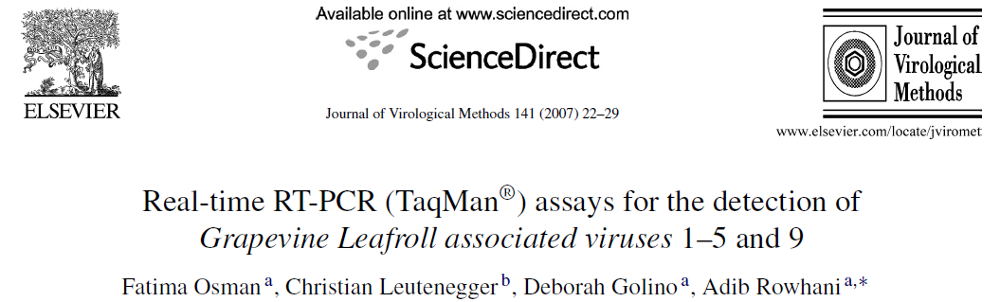 Available online at www.sciencedirect.com
ScienceDirect
ELSEVIER
Journal of Virological Methods 141 (2007) 22–29
Journal of
Virological
Methods
www.elsevier.com/locate/jviromet
Real-time RT-PCR (TaqMan®) assays for the detection of
Grapevine Leafroll associated viruses 1–5 and 9
Fatima Osman a, Christian Leutenegger b, Deborah Golino a, Adib Rowhani a,*